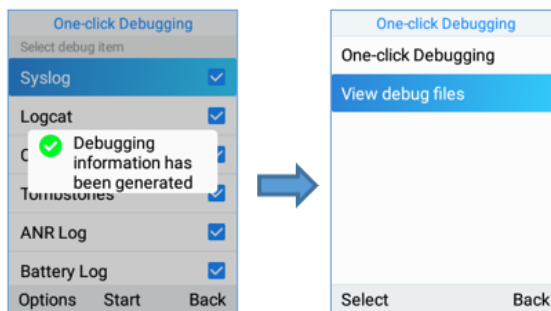 One-click Debugging
Select debug item
Syslog
Logcat
Debugging
information has
been generated
Tombstones
ANR Log
Battery Log
Options Start Back
One-click Debugging
One-click Debugging
View debug files
Select Back